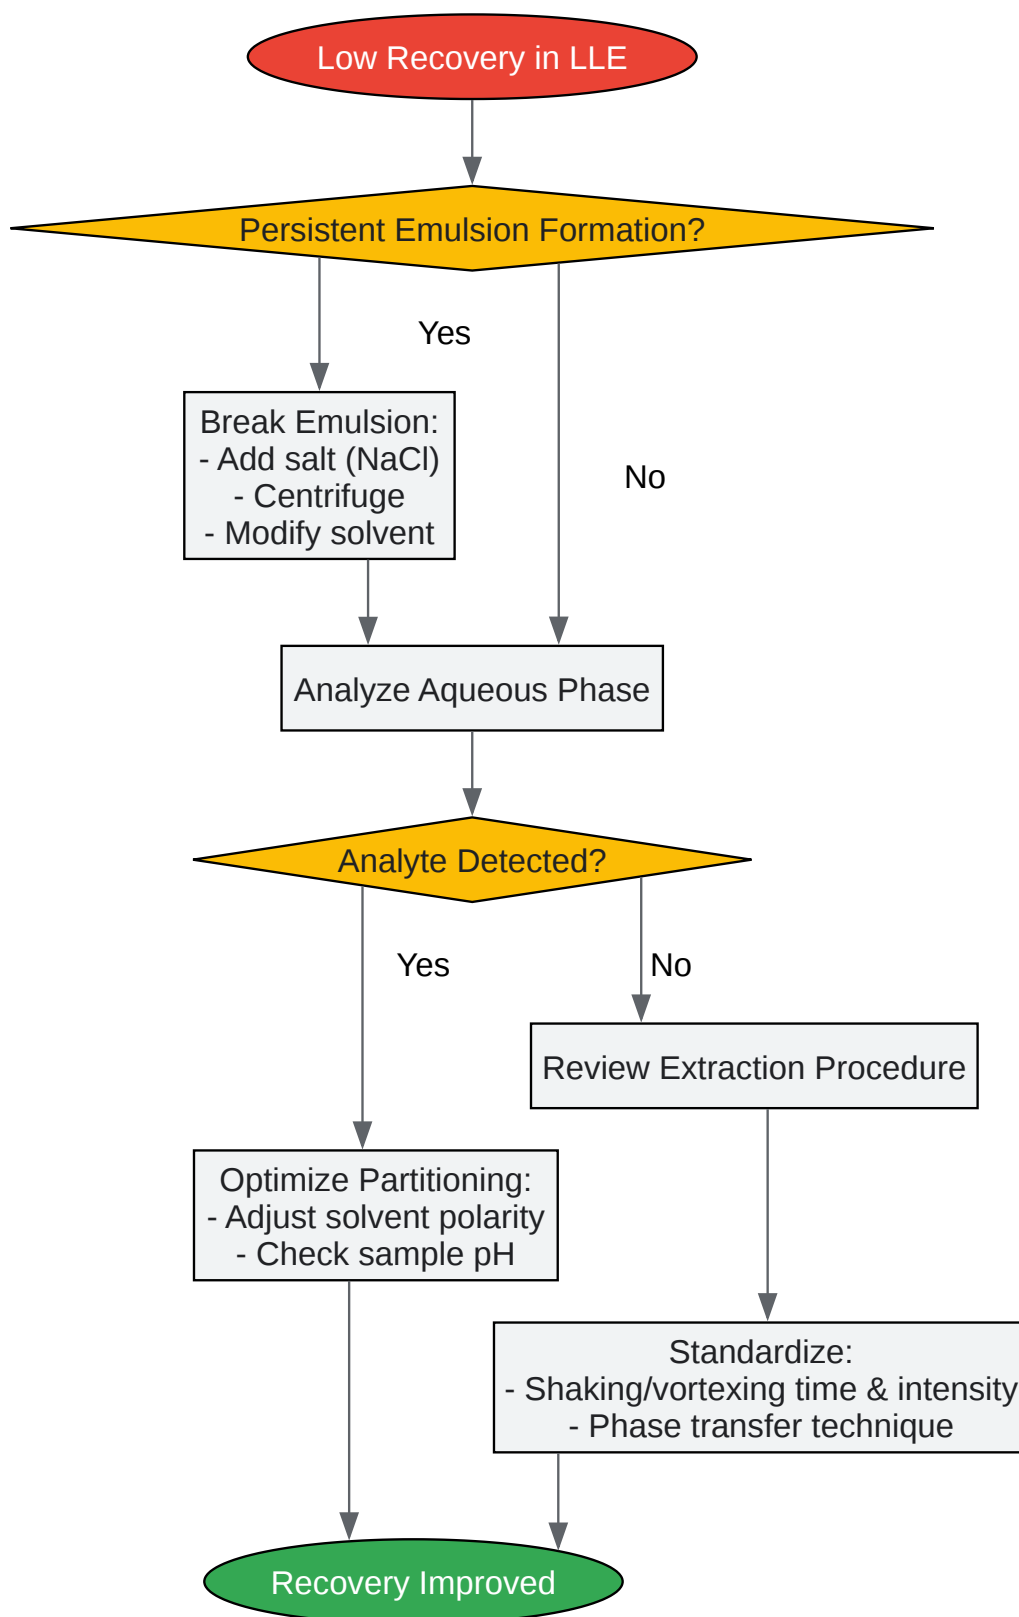 Low Recovery in LLE
Persistent Emulsion Formation?
Yes
Break Emulsion:
- Add salt (NaCl)
- Centrifuge
- Modify solvent
No
Analyze Aqueous Phase
Analyte Detected?
Yes
No
Review Extraction Procedure
Optimize Partitioning:
- Adjust solvent polarity
- Check sample pH
Standardize:
- Shaking/vortexing time & intensity
- Phase transfer technique
Recovery Improved